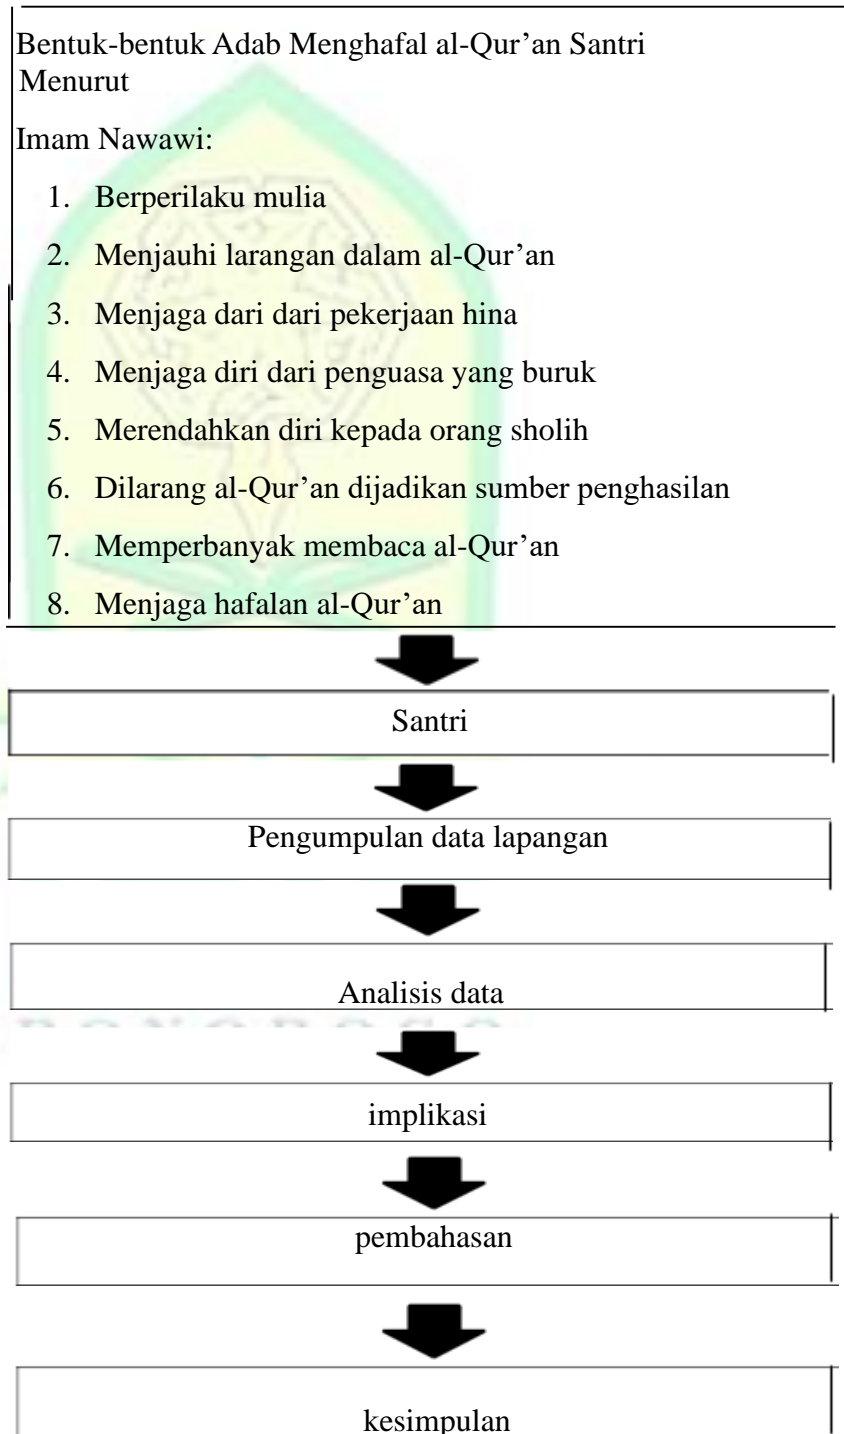 Bentuk-bentuk Adab Menghafal al-Qur’an Santri
Menurut
Imam Nawawi:
1. Berperilaku mulia
2. Menjauhi larangan dalam al-Qur’an
3. Menjaga dari dari pekerjaan hina
4. Menjaga diri dari penguasa yang buruk
5. Merendahkan diri kepada orang sholih
6. Dilarang al-Qur’an dijadikan sumber penghasilan
7. Memperbanyak membaca al-Qur’an
8. Menjaga hafalan al-Qur’an
Santri
Pengumpulan data lapangan
Analisis data
implikasi
pembahasan
kesimpulan